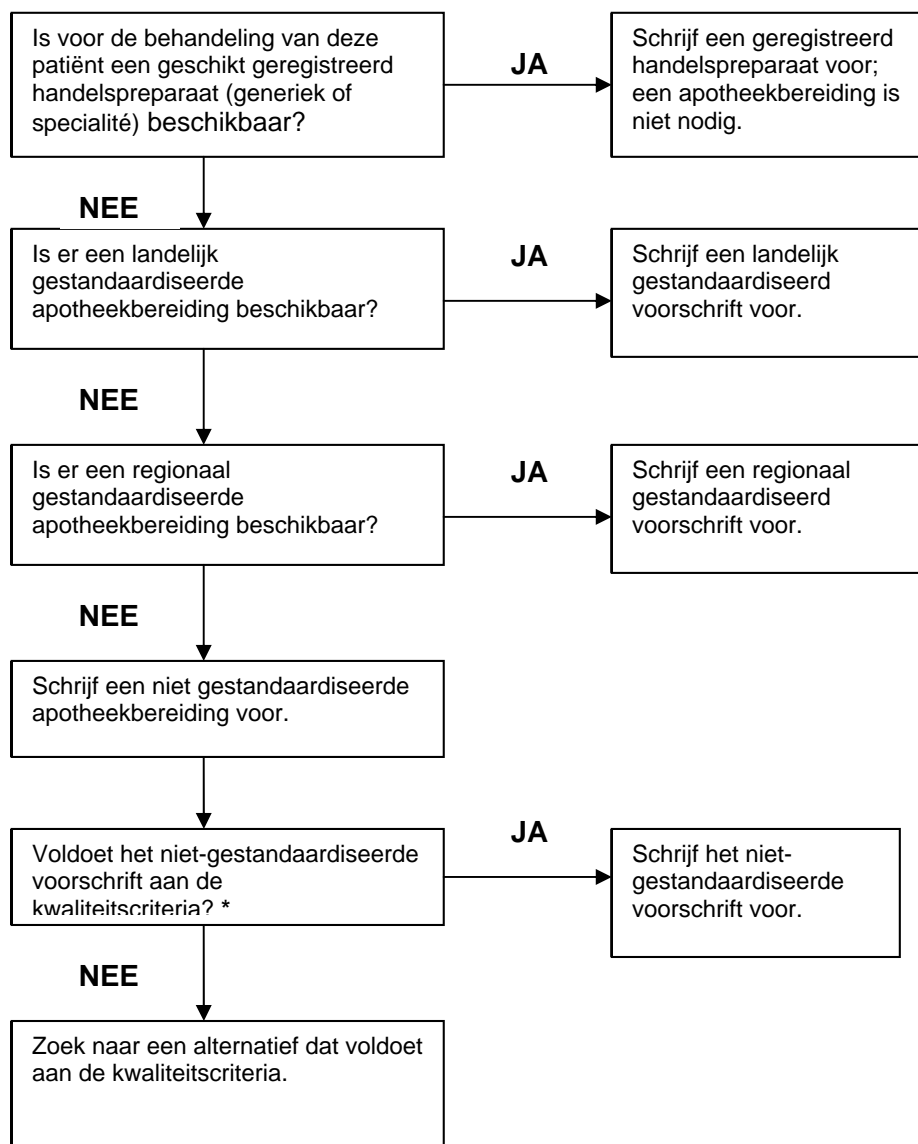 Is voor de behandeling van deze
patiënt een geschikt geregistreerd
handelspreparaat (generiek of
specialité) beschikbaar?
JA
Schrijf een geregistreerd
handelspreparaat voor;
een apotheekbereiding is
niet nodig.
NEE
Is er een landelijk
gestandaardiseerde
apotheekbereiding beschikbaar?
JA
Schrijf een landelijk
gestandaardiseerd
voorschrift voor.
NEE
Is er een regionaal
gestandaardiseerde
apotheekbereiding beschikbaar?
JA
Schrijf een regionaal
gestandaardiseerd
voorschrift voor.
NEE
Schrijf een niet gestandaardiseerde
apotheekbereiding voor.
Voldoet het niet-gestandaardiseerde
voorschrift aan de
kwaliteitscriteria? *
JA
Schrijf het niet-
gestandaardiseerde
voorschrift voor.
NEE
Zoek naar een alternatief dat voldoet
aan de kwaliteitscriteria.